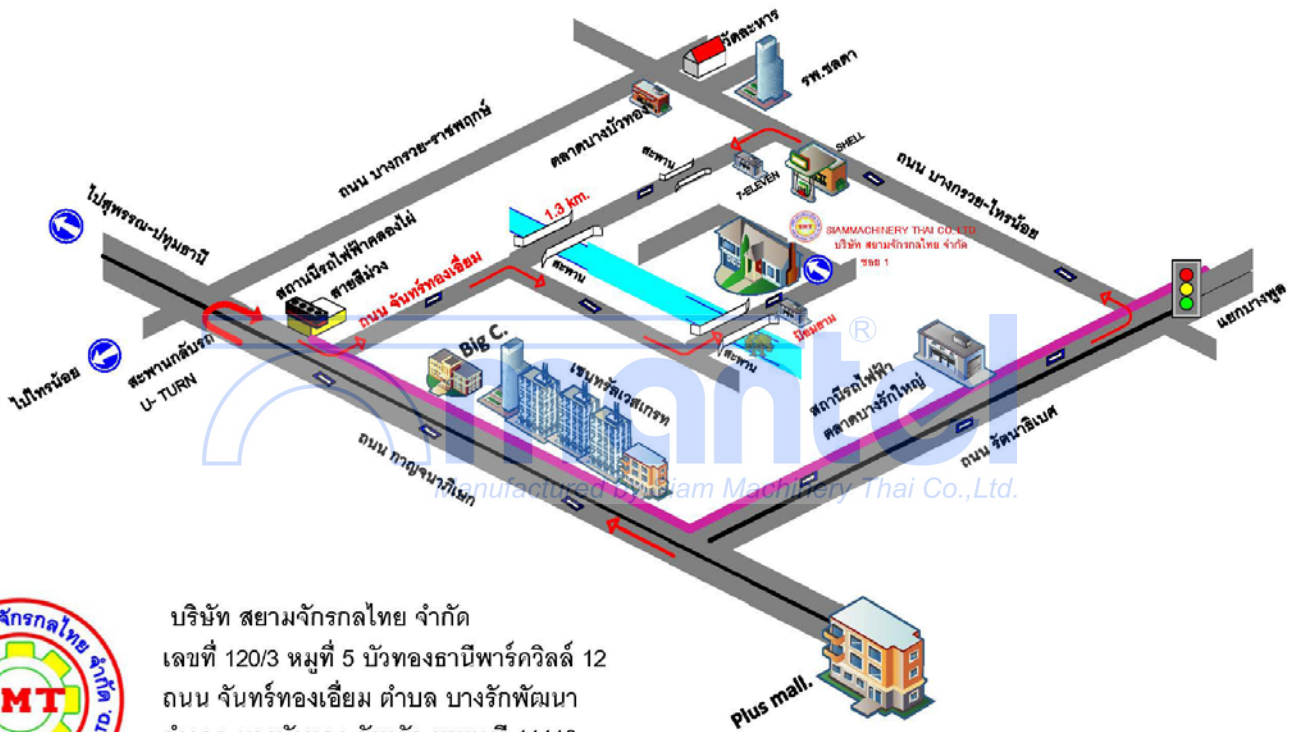 วัดละหาร
รพ.ชลดา
ถนน บางกรวย-ราชพฤกษ์
ตลาดบางบัวทอง
สะพาน
SHELL
7-ELEVEN
ถนน บางกรวย-ไทรน้อย
ไปสุพรรณ-ปทุมธานี
1.3 km.
SIAMMACHINERY THAI CO.,LTD
บริษัท สยามจักรกลไทย จำกัด
ซอย 1
สถานีรถไฟฟ้าคลองไผ่
สายสีม่วง
ถนน จันทร์ทองเอี่ยม
สะพาน
แยกบางพูล
ป้อมยาม
สะพาน
Big C.
เซนทรัลเวสเกรท
สถานีรถไฟฟ้า
ตลาดบางรักใหญ่
ไปไทรน้อย
สะพานกลับรถ
U- TURN
ถนน กาญจนาภิเษก
ถนน รัตนาธิเบศ
mantel
®
Manufactured by Siam Machinery Thai Co.,Ltd.
Plus mall.
MT
บริษัท สยามจักรกลไทย จำกัด
เลขที่ 120/3 หมูที่ 5 บัวทองธานีพาร์ควิลล์ 12
ถนน จันทร์ทองเอี่ยม ตำบล บางรักพัฒนา